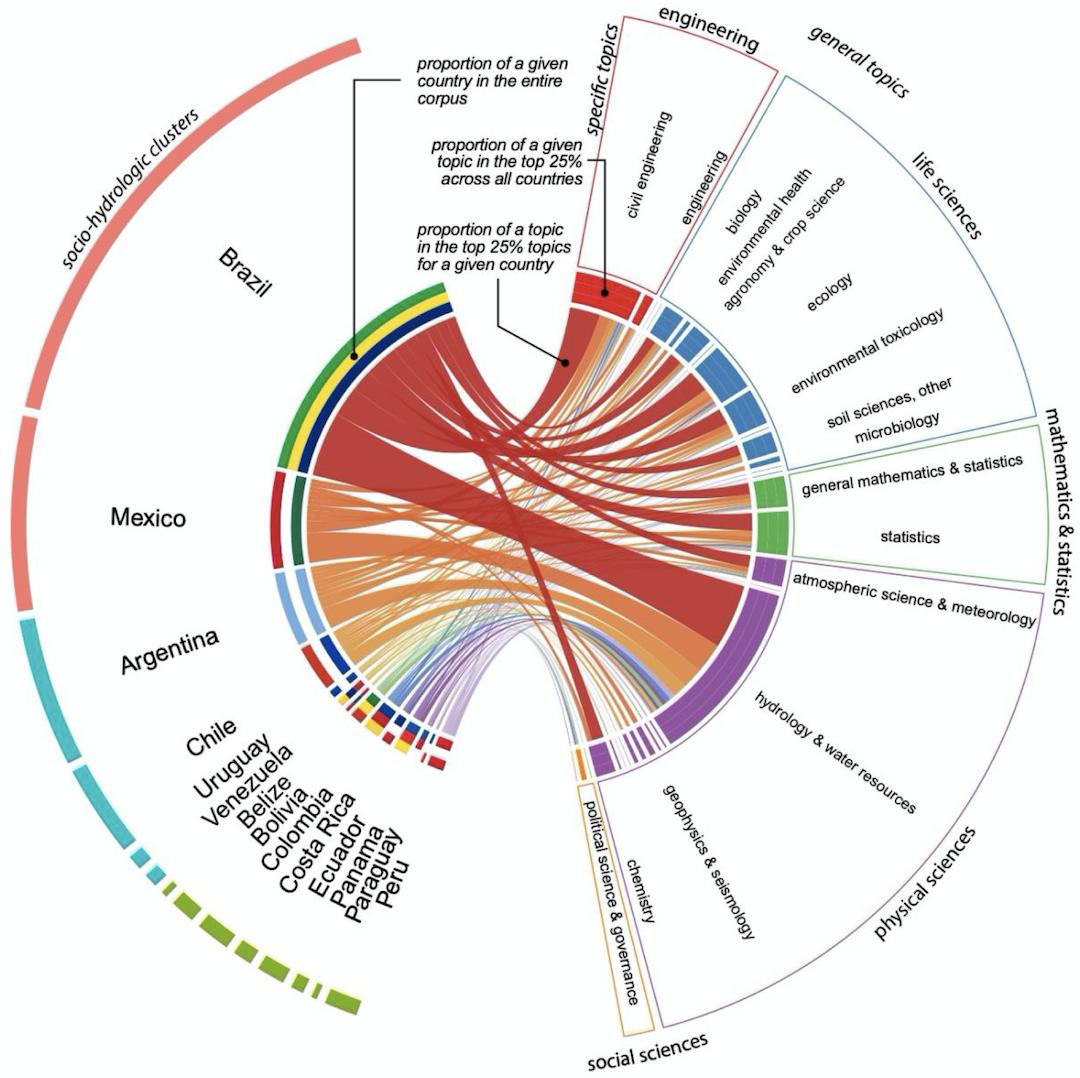 engineering
general topics
specific topics
socio-hydrologic clusters
proportion of a given
country in the entire
corpus
proportion of a given
topic in the top 25%
across all countries
proportion of a topic
in the top 25% topics
for a given country
civil engineering
engineering
life sciences
biology
environmental health
agronomy & crop science
ecology
environmental toxicology
soil sciences, other
microbiology
mathematics & statistics
general mathematics & statistics
statistics
atmospheric science & meteorology
hydrology & water resources
geophysics & seismology
chemistry
physical sciences
political science & governance
social sciences
Brazil
Mexico
Argentina
Chile
Uruguay
Venezuela
Belize
Bolivia
Colombia
Costa Rica
Ecuador
Panama
Paraguay
Peru